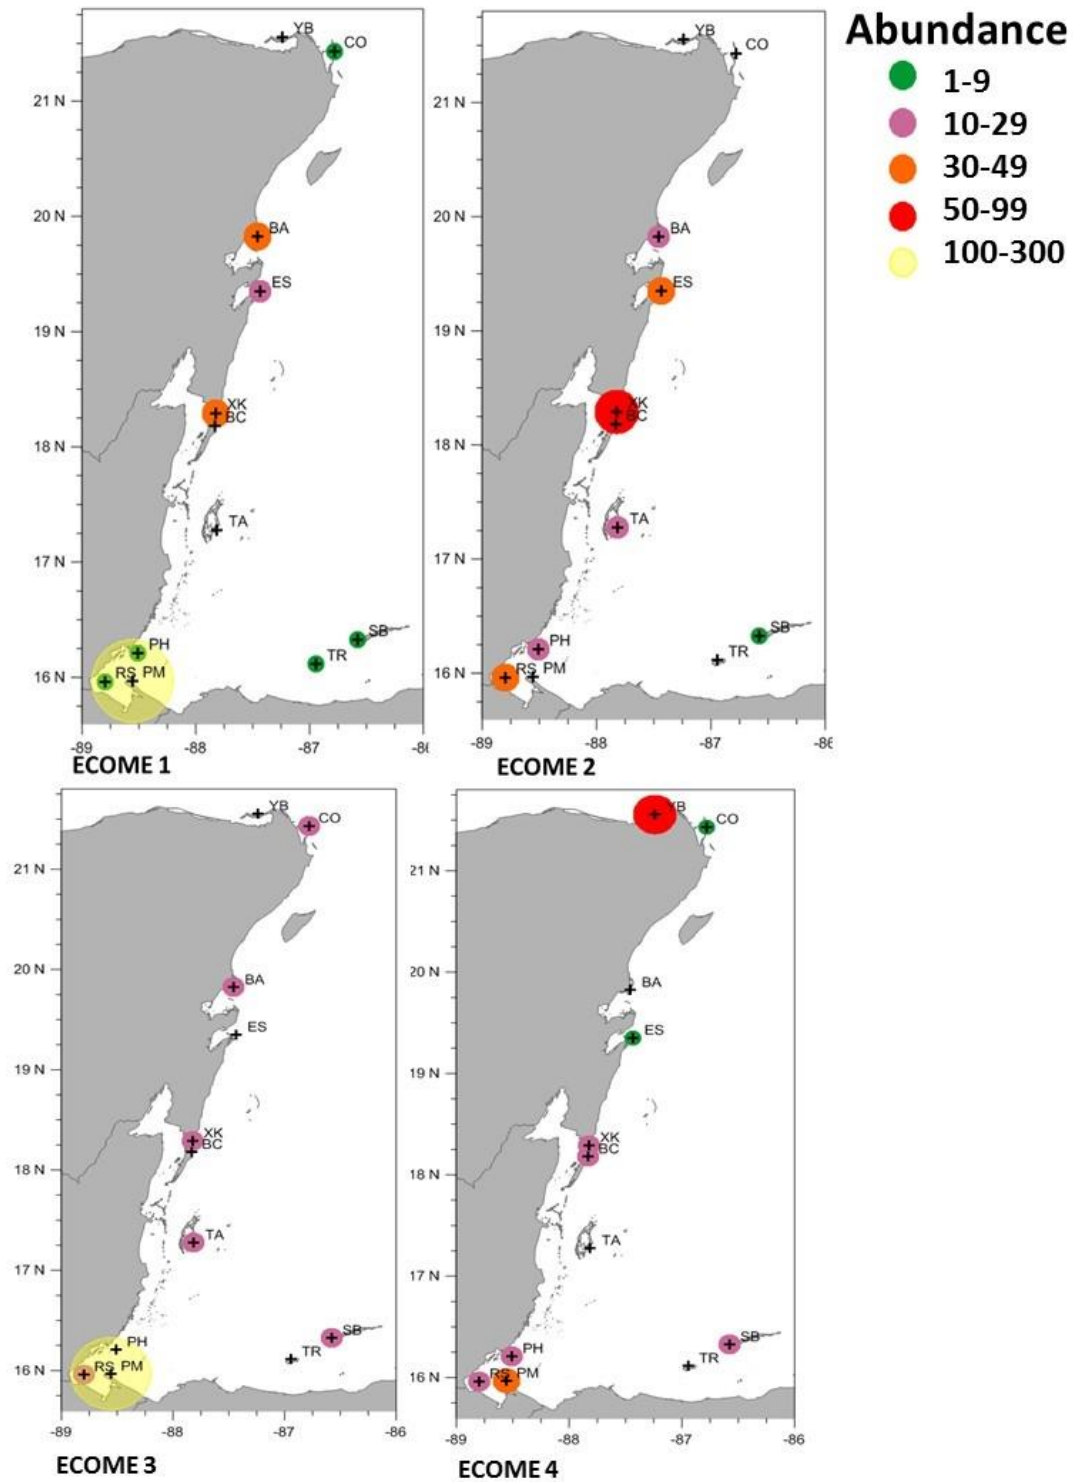 Abundance
1-9
10-29
30-49
50-99
100-300
YB
CO
21 N
20 N
BA
ES
19 N
XK
BC
18 N
TA
17 N
PH
SB
TR
RS PM
16 N
-89 -88 -87 -8
ECOME 1
YB
CO
21 N
20 N
BA
ES
19 N
XK
BC
18 N
TA
17 N
SB
PH
TR
RS PM
16 N
-89 -88 -87 -8
ECOME 2
YB
CO
21 N
20 N
BA
ES
19 N
XK
BC
18 N
TA
17 N
SB
PH
TR
RS PM
16 N
-89 -88 -87 -86
ECOME 3
YB
CO
21 N
20 N
BA
ES
19 N
XK
BC
18 N
TA
17 N
SB
PH
TR
RS PM
16 N
-89 -88 -87 -86
ECOME 4